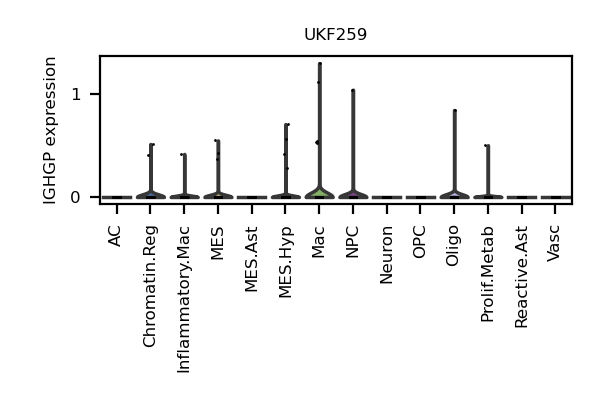 UKF259
IGHGP expression
1
0
AC
Chromatin.Reg
Inflammatory.Mac
MES
MES.Ast
MES.Hyp
Mac
NPC
Neuron
OPC
Oligo
Prolif.Metab
Reactive.Ast
Vasc